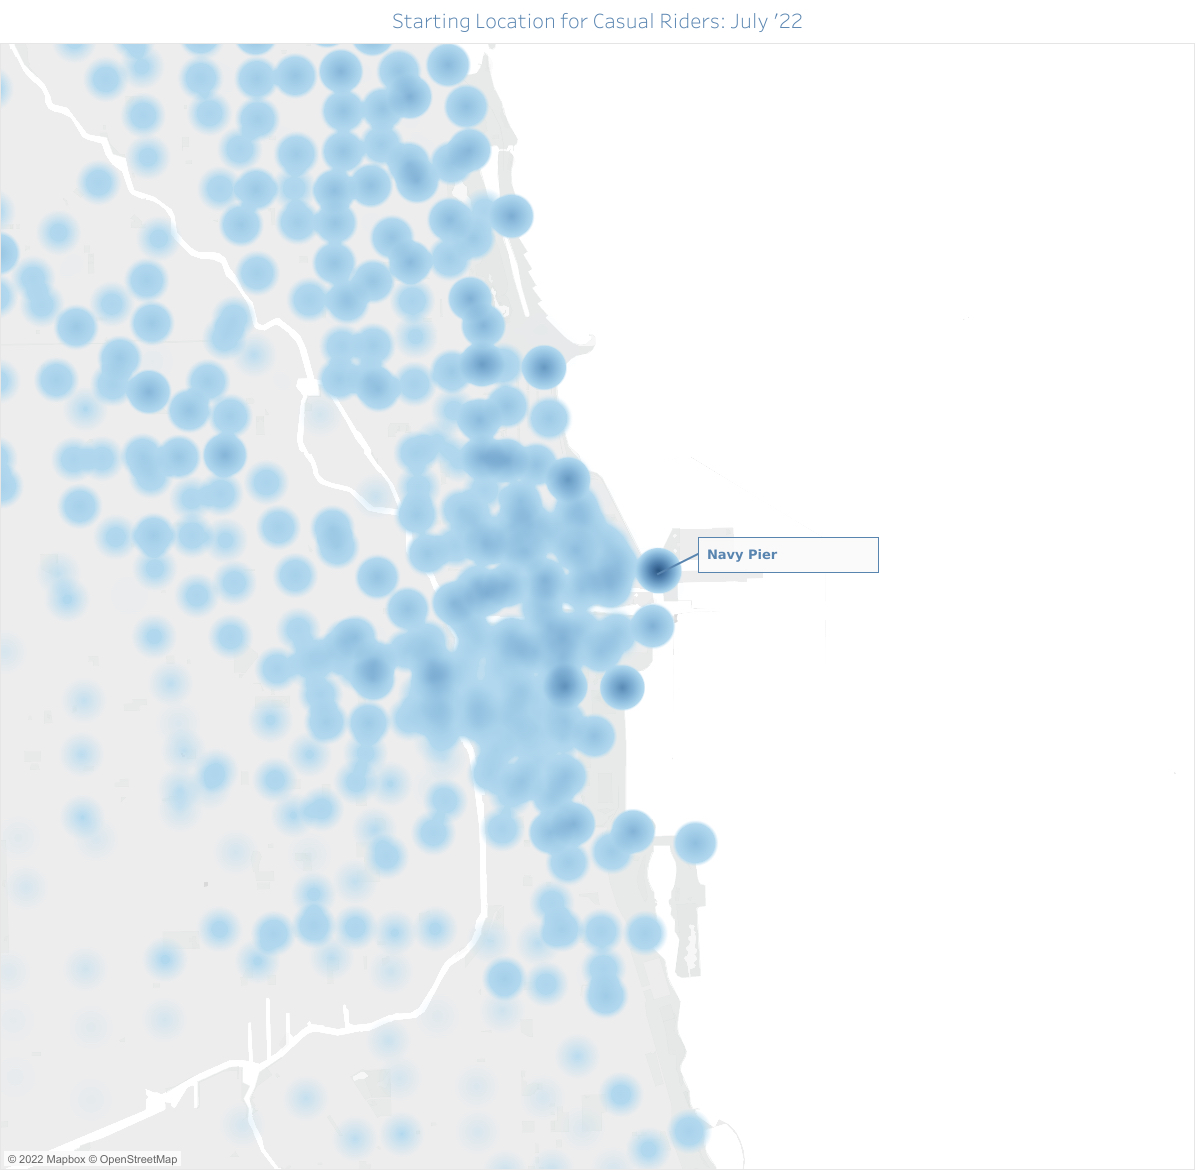 Starting Location for Casual Riders: July '22
Navy Pier
© 2022 Mapbox © OpenStreetMap